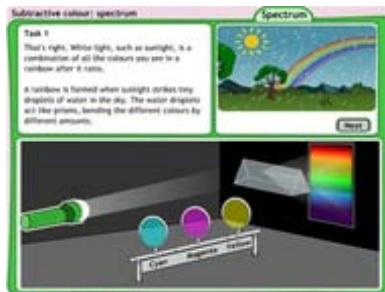 Subtractive colour: spectrum
Spectrum
Task 1
That's right. White light, such as sunlight, is a
combination of all the colours you see in a
rainbow after it rains.
A rainbow is formed when sunlight strikes tiny
droplets of water in the sky. The water droplets
act like prisms, bending the different colours by
different amounts.
Next
Cyan
Magenta
Yellow